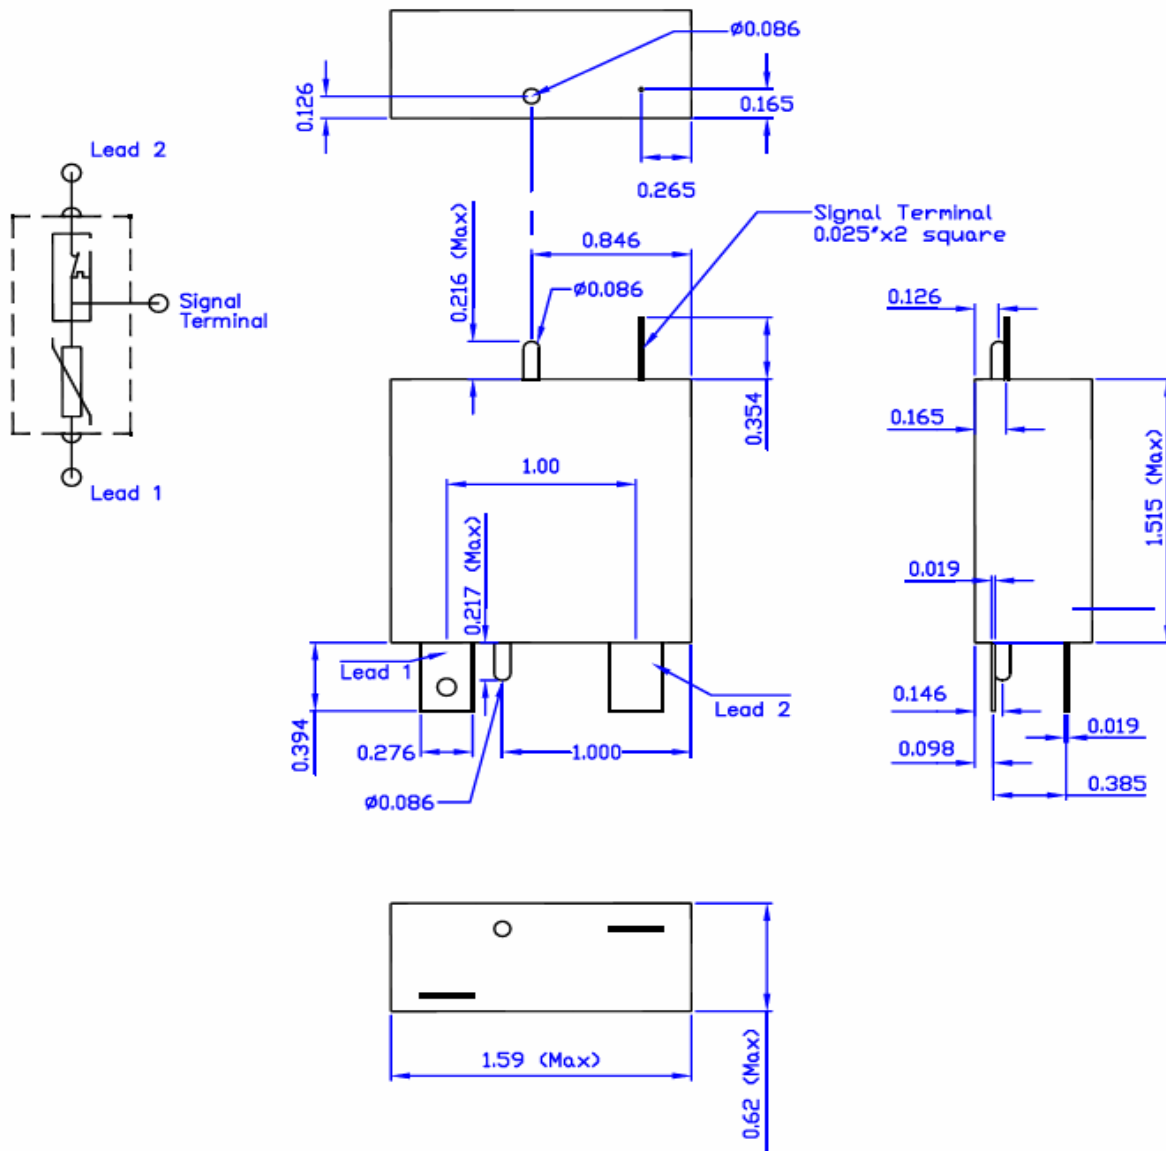 Ø0.086
0.126
0.165
0.265
Lead 2
Signal
Terminal
Lead 1
0.216 (Max)
0.846
Signal Terminal
0.025"x2 square
Ø0.086
0.354
1.00
0.217 (Max)
Lead 1
Lead 2
0.394
0.276
1.000
Ø0.086
0.126
0.165
1.515 (Max)
0.019
0.146
0.019
0.098
0.385
1.59 (Max)
0.62 (Max)